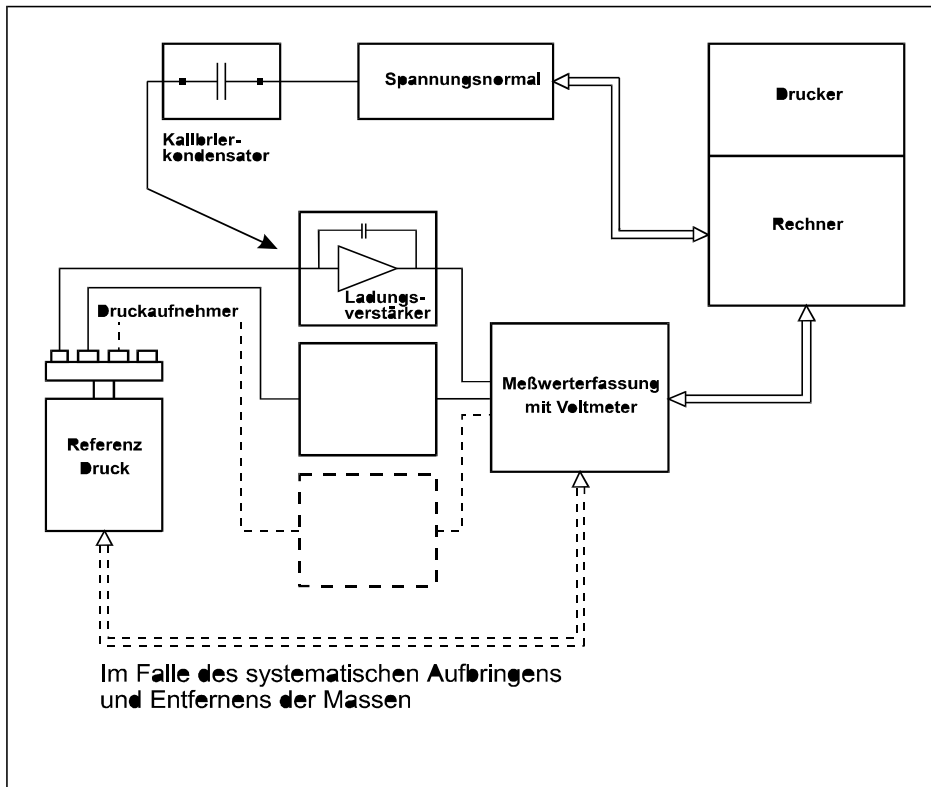 Spannungsnormal
Drucker
Kalibrier-
kondensator
Rechner
Ladungs-
verstärker
Druckaufnehmer
Meßwerterfassung
mit Voltmeter
Referenz
Druck
Im Falle des systematischen Aufbringens
und Entfernens der Massen